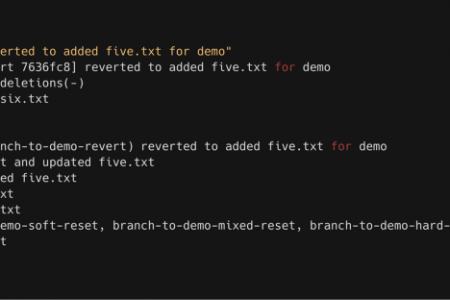 erted to added five.txt for demo"
rt 7636fc8] reverted to added five.txt for demo
deletions(-)
six.txt
nch-to-demo-revert) reverted to added five.txt for demo
t and updated five.txt
ed five.txt
xt
txt
emo-soft-reset, branch-to-demo-mixed-reset, branch-to-demo-hard-
t